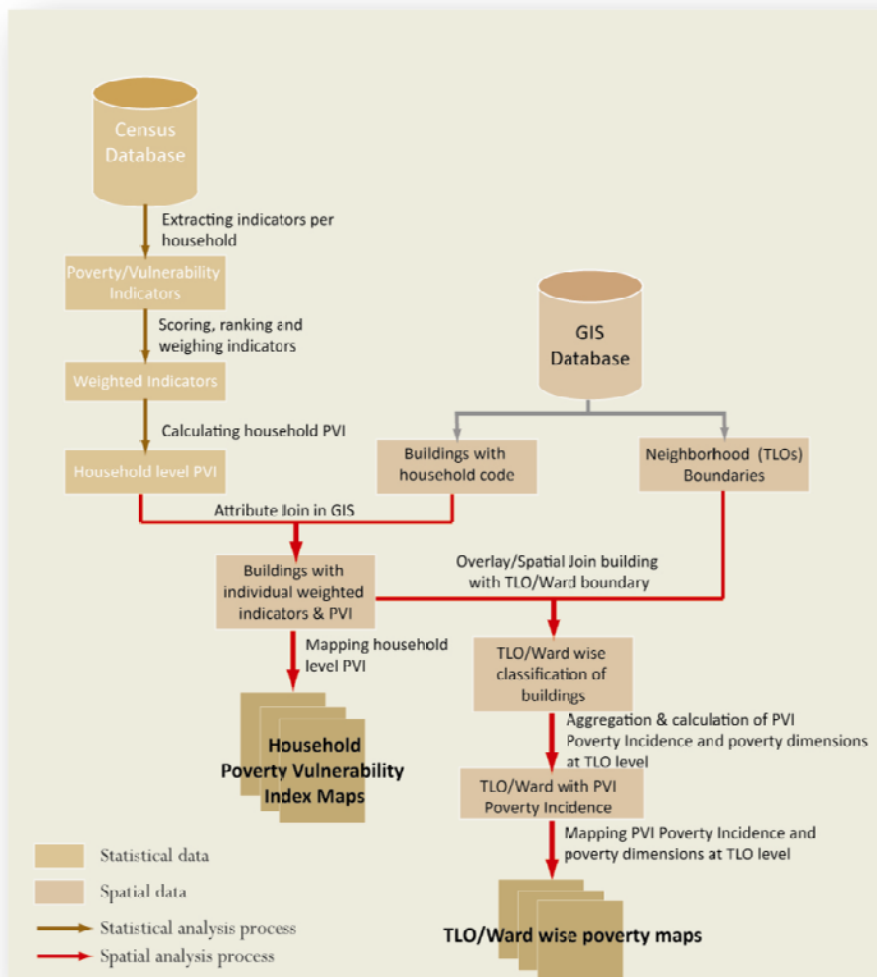 Census
Database
Extracting indicators per
household
Poverty/Vulnerability
Indicators
Scoring, ranking and
weighing indicators
GIS
Database
Weighted Indicators
Calculating household PVI
Household level PVI
Buildings with
household code
Neighborhood (TLOs)
Boundaries
Attribute Join in GIS
Buildings with
individual weighted
indicators & PVI
Overlay/Spatial Join building
with TLO/Ward boundary
Mapping household
level PVI
TLO/Ward wise
classification of
buildings
Household
Poverty Vulnerability
Index Maps
Aggregation & calculation of PVI
Poverty Incidence and poverty dimensions
at TLO level
TLO/Ward with PVI
Poverty Incidence
Mapping PVI Poverty Incidence and
poverty dimensions at TLO level
TLO/Ward wise poverty maps
Statistical data
Spatial data
Statistical analysis process
Spatial analysis process